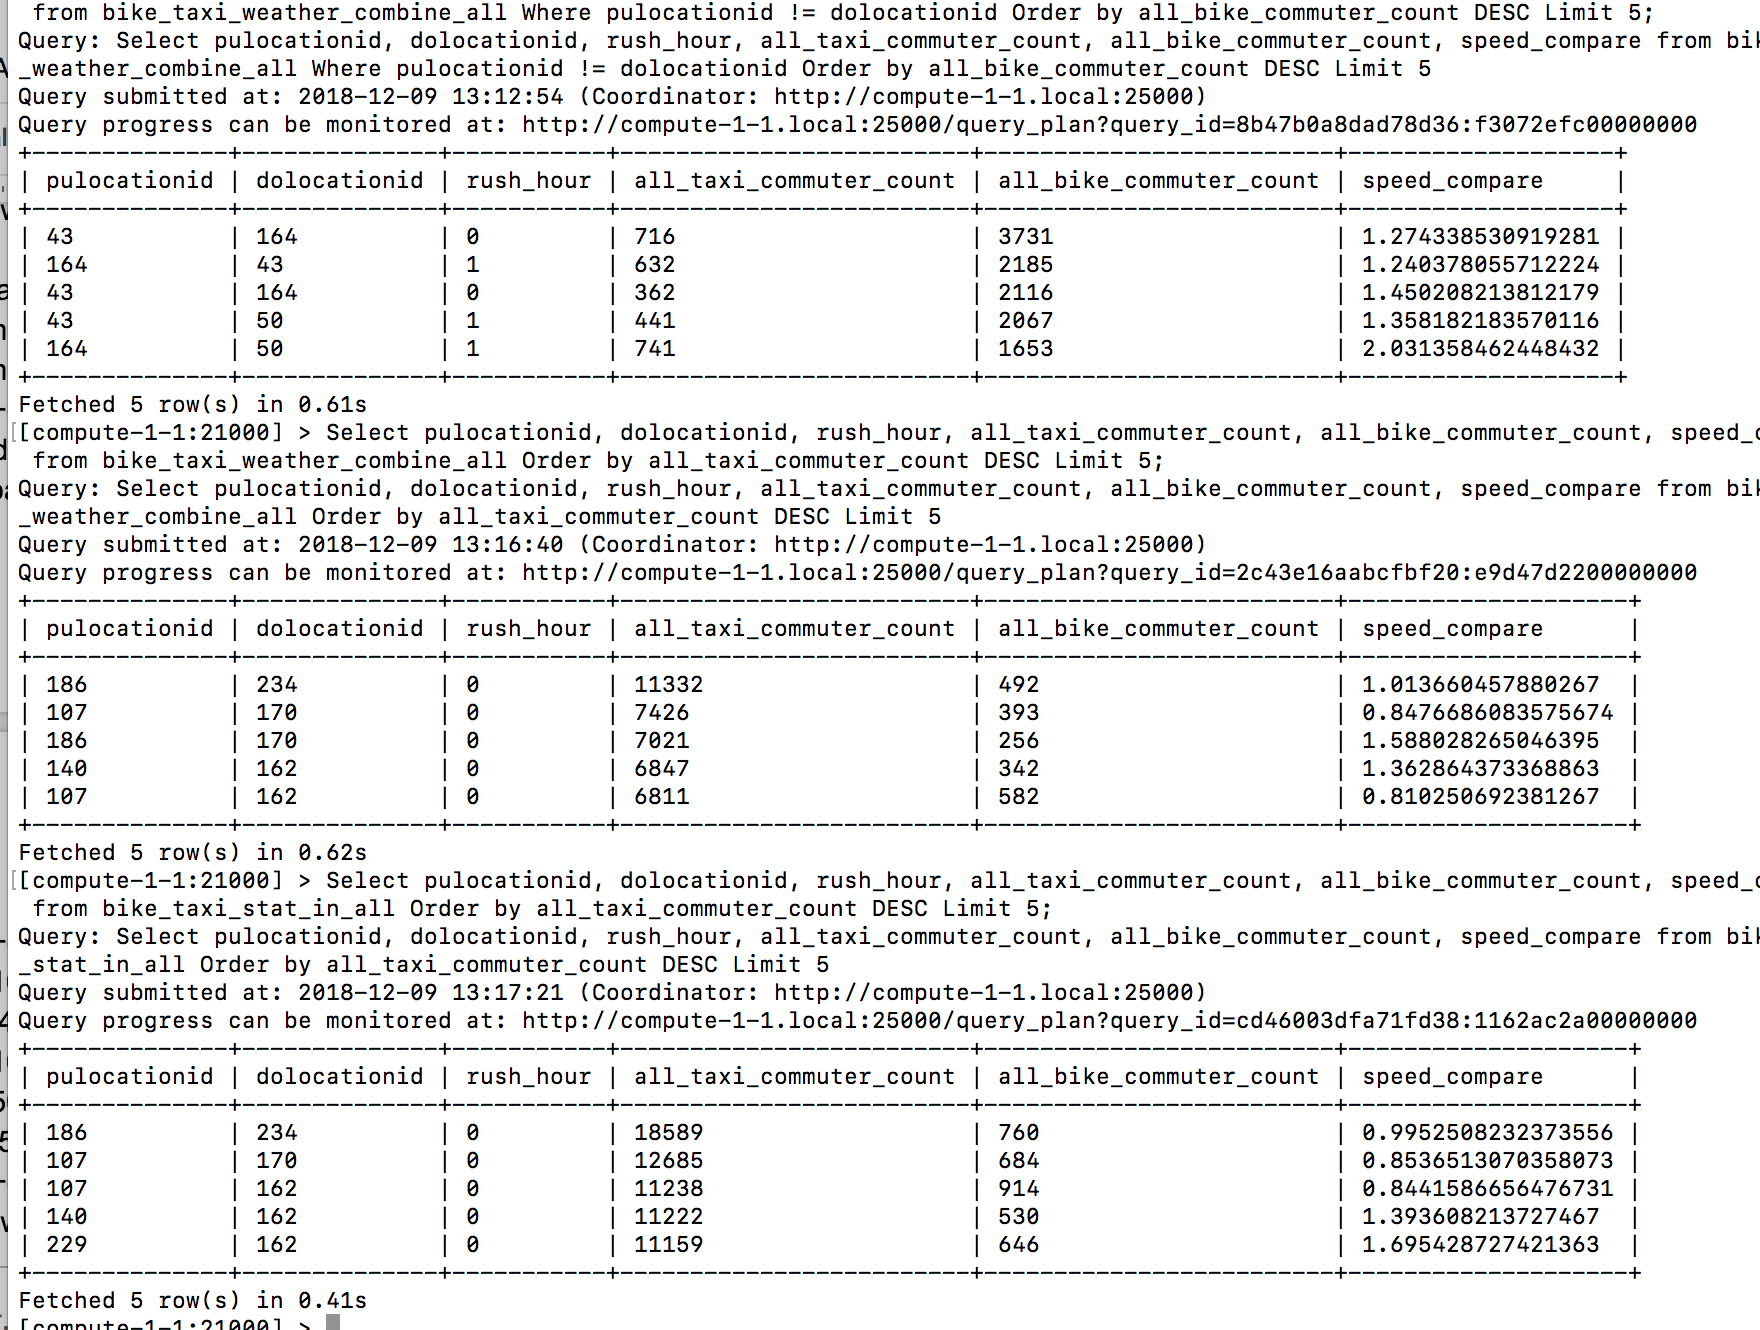 from bike_taxi_weather_combine_all Where pulocationid != dolocationid Order by all_bike_commuter_count DESC Limit 5;
Query: Select pulocationid, dolocationid, rush_hour, all_taxi_commuter_count, all_bike_commuter_count, speed_compare from
_weather_combine_all Where pulocationid != dolocationid Order by all_bike_commuter_count DESC Limit 5
Query submitted at: 2018-12-09 13:12:54 (Coordinator: http://compute-1-1.local:25000)
Query progress can be monitored at: http://compute-1-1.local:25000/query_plan?query_id=8b47b0a8dad78d36:f3072efc00000000
+---------------+---------------+-----------+-------------------------+-------------------------+-------------------+
| pulocationid | dolocationid | rush_hour | all_taxi_commuter_count | all_bike_commuter_count | speed_compare |
+---------------+---------------+-----------+-------------------------+-------------------------+-------------------+
| 43 | 164 | 0 | 716 | 3731 | 1.274338530919281 |
| 164 | 43 | 1 | 632 | 2185 | 1.240378055712224 |
| 43 | 164 | 0 | 362 | 2116 | 1.450208213812179 |
| 43 | 50 | 1 | 441 | 2067 | 1.358182183570116 |
| 164 | 50 | 1 | 741 | 1653 | 2.031358462448432 |
+---------------+---------------+-----------+-------------------------+-------------------------+-------------------+
Fetched 5 row(s) in 0.61s
[[compute-1-1:21000] > Select pulocationid, dolocationid, rush_hour, all_taxi_commuter_count, all_bike_commuter_count,
from bike_taxi_weather_combine_all Order by all_taxi_commuter_count DESC Limit 5;
Query: Select pulocationid, dolocationid, rush_hour, all_taxi_commuter_count, all_bike_commuter_count, speed_compare from
_weather_combine_all Order by all_taxi_commuter_count DESC Limit 5
Query submitted at: 2018-12-09 13:16:40 (Coordinator: http://compute-1-1.local:25000)
Query progress can be monitored at: http://compute-1-1.local:25000/query_plan?query_id=2c43e16aabcfbf20:e9d47d2200000000
+---------------+---------------+-----------+-------------------------+-------------------------+--------------------+
| pulocationid | dolocationid | rush_hour | all_taxi_commuter_count | all_bike_commuter_count | speed_compare |
+---------------+---------------+-----------+-------------------------+-------------------------+--------------------+
| 186 | 234 | 0 | 11332 | 492 | 1.013660457880267 |
| 107 | 170 | 0 | 7426 | 393 | 0.8476686083575674 |
| 186 | 170 | 0 | 7021 | 256 | 1.588028265046395 |
| 140 | 162 | 0 | 6847 | 342 | 1.362864373368863 |
| 107 | 162 | 0 | 6811 | 582 | 0.810250692381267 |
+---------------+---------------+-----------+-------------------------+-------------------------+--------------------+
Fetched 5 row(s) in 0.62s
[[compute-1-1:21000] > Select pulocationid, dolocationid, rush_hour, all_taxi_commuter_count, all_bike_commuter_count,
from bike_taxi_stat_in_all Order by all_taxi_commuter_count DESC Limit 5;
Query: Select pulocationid, dolocationid, rush_hour, all_taxi_commuter_count, all_bike_commuter_count, speed_compare from
_stat_in_all Order by all_taxi_commuter_count DESC Limit 5
Query submitted at: 2018-12-09 13:17:21 (Coordinator: http://compute-1-1.local:25000)
Query progress can be monitored at: http://compute-1-1.local:25000/query_plan?query_id=cd46003dfa71fd38:1162ac2a00000000
+---------------+---------------+-----------+-------------------------+-------------------------+--------------------+
| pulocationid | dolocationid | rush_hour | all_taxi_commuter_count | all_bike_commuter_count | speed_compare |
+---------------+---------------+-----------+-------------------------+-------------------------+--------------------+
| 186 | 234 | 0 | 18589 | 760 | 0.9952508232373556 |
| 107 | 170 | 0 | 12685 | 684 | 0.8536513070358073 |
| 107 | 162 | 0 | 11238 | 914 | 0.8441586656476731 |
| 140 | 162 | 0 | 11222 | 530 | 1.393608213727467 |
| 229 | 162 | 0 | 11159 | 646 | 1.695428727421363 |
+---------------+---------------+-----------+-------------------------+-------------------------+--------------------+
Fetched 5 row(s) in 0.41s
[compute-1-1:21000] >